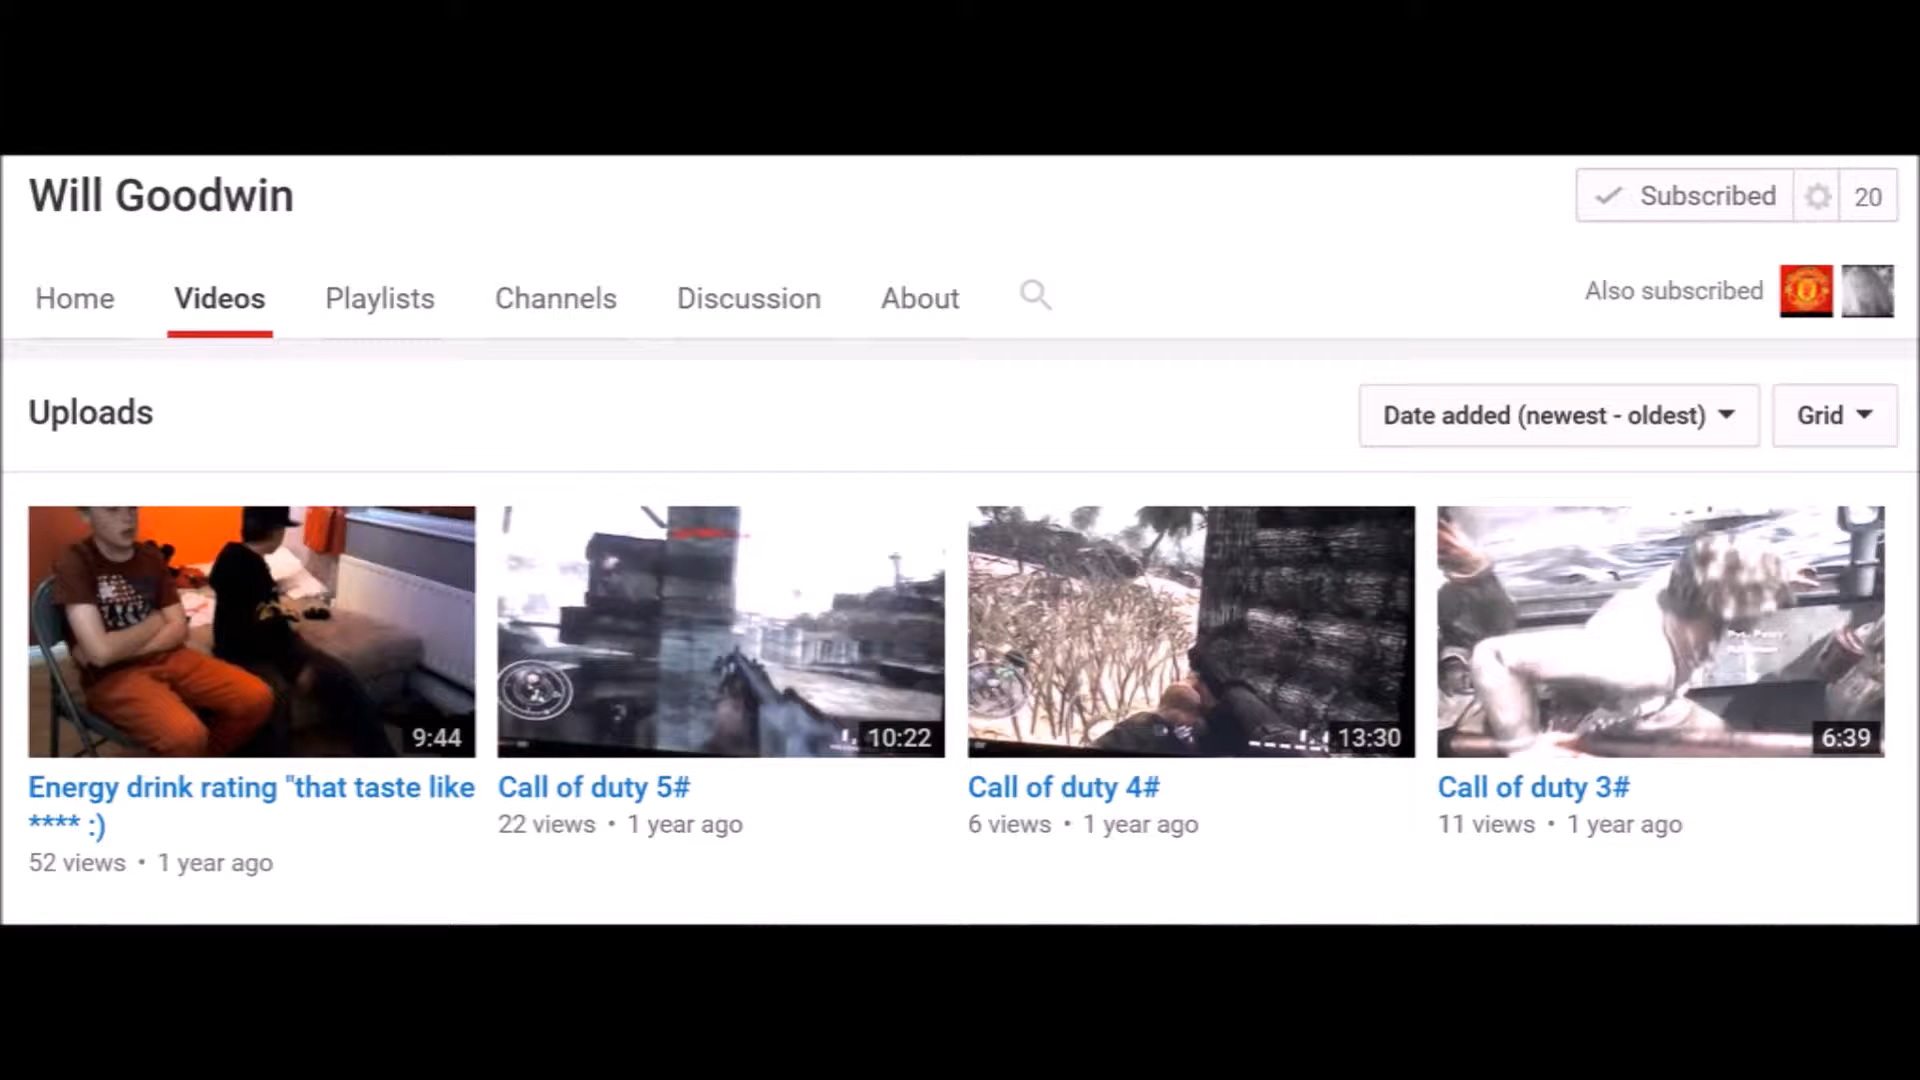 Will Goodwin
Subscribed 20
Home Videos Playlists Channels Discussion About
Also subscribed
Uploads
Date added (newest - oldest) Grid
9:44
10:22
13:30
6:39
Energy drink rating "that taste like
**** :)
52 views • 1 year ago
Call of duty 5#
22 views • 1 year ago
Call of duty 4#
6 views • 1 year ago
Call of duty 3#
11 views • 1 year ago